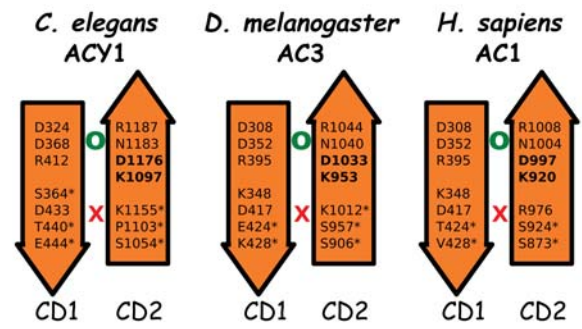 C. elegans
ACY1
D324
D368
R412
S364*
D433
T440*
E444*
O
X
R1187
N1183
D1176
K1097
K1155*
P1103*
S1054*
CD1
CD2
D. melanogaster
AC3
D308
D352
R395
K348
D417
E424*
K428*
O
X
R1044
N1040
D1033
K953
K1012*
S957*
S906*
CD1
CD2
H. sapiens
AC1
D308
D352
R395
K348
D417
T424*
V428*
O
X
R1008
N1004
D997
K920
R976
S924*
S873*
CD1
CD2